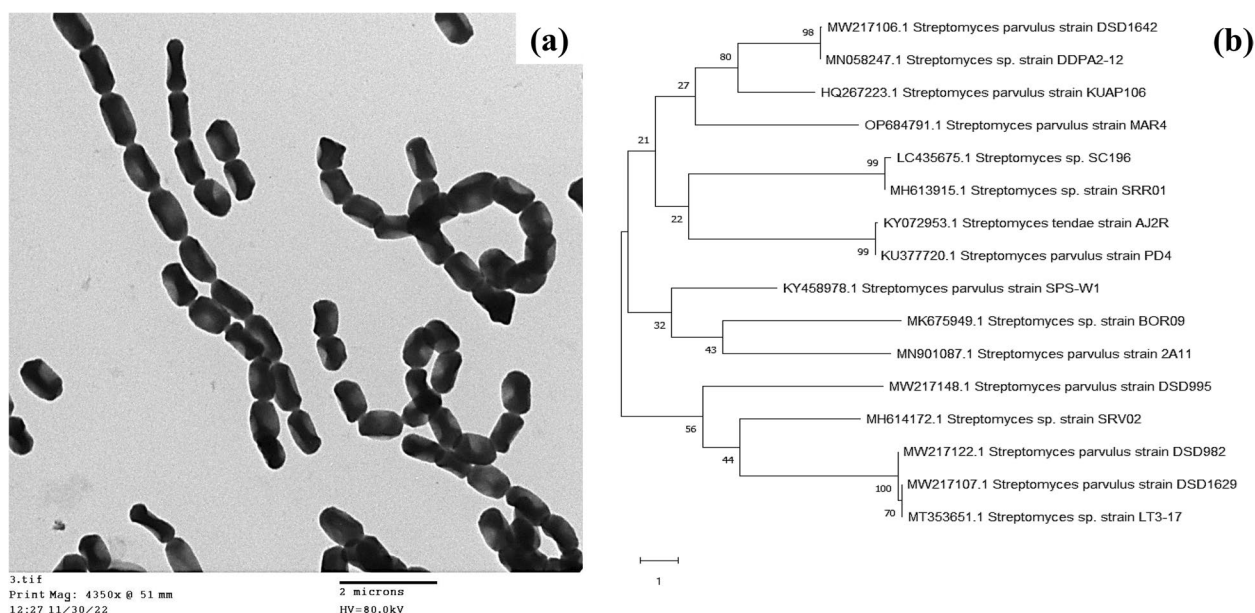 (a)
3.tif
Print Mag: 4350x @ 51 mm
12:27 11/30/22
2 microns
HV=80.0kV
(b)
98
MW217106.1 Streptomyces parvulus strain DSD1642
MN058247.1 Streptomyces sp. strain DDPA2-12
80
HQ267223.1 Streptomyces parvulus strain KUAP106
27
OP684791.1 Streptomyces parvulus strain MAR4
21
99
LC435675.1 Streptomyces sp. SC196
MH613915.1 Streptomyces sp. strain SRR01
22
KY072953.1 Streptomyces tendae strain AJ2R
99
KU377720.1 Streptomyces parvulus strain PD4
KY458978.1 Streptomyces parvulus strain SPS-W1
32
MK675949.1 Streptomyces sp. strain BOR09
43
MN901087.1 Streptomyces parvulus strain 2A11
MW217148.1 Streptomyces parvulus strain DSD995
56
MH614172.1 Streptomyces sp. strain SRV02
44
MW217122.1 Streptomyces parvulus strain DSD982
100
MW217107.1 Streptomyces parvulus strain DSD1629
70
MT353651.1 Streptomyces sp. strain LT3-17
1